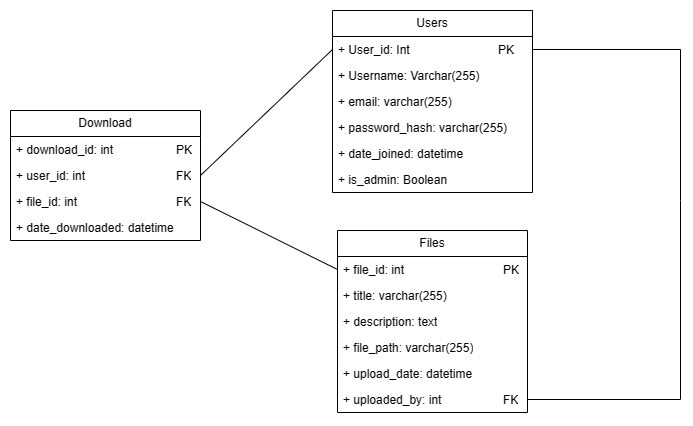 Users
+ User_id: Int PK
+ Username: Varchar(255)
+ email: varchar(255)
+ password_hash: varchar(255)
+ date_joined: datetime
+ is_admin: Boolean
Download
+ download_id: int PK
+ user_id: int FK
+ file_id: int FK
+ date_downloaded: datetime
Files
+ file_id: int PK
+ title: varchar(255)
+ description: text
+ file_path: varchar(255)
+ upload_date: datetime
+ uploaded_by: int FK